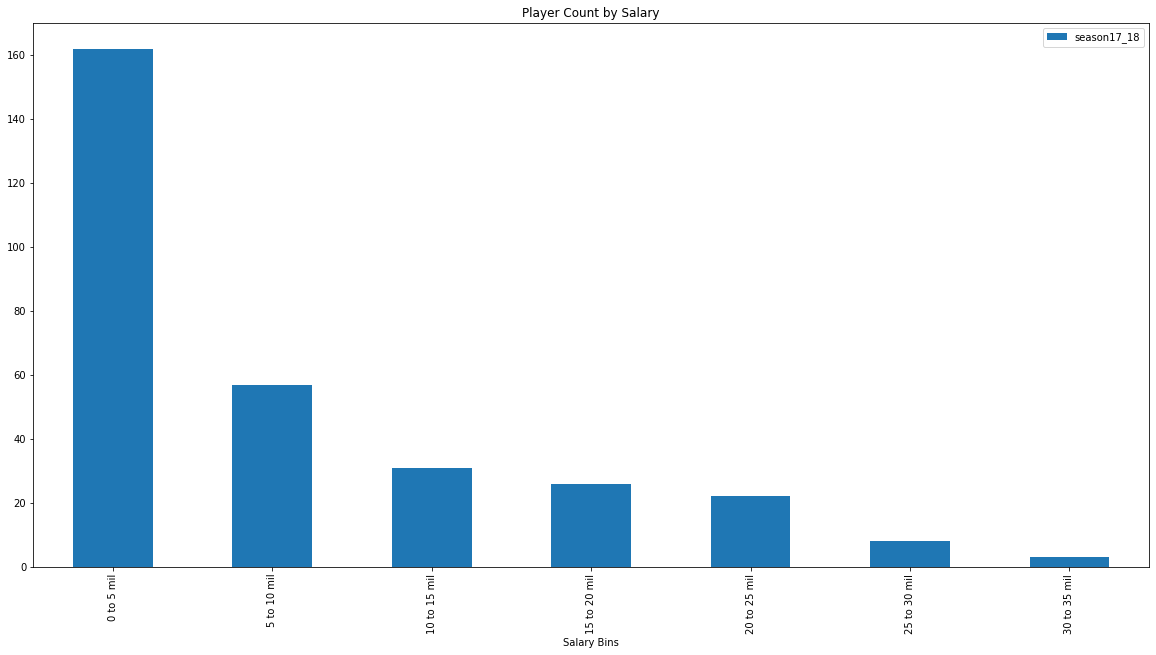 Player Count by Salary
season17_18
160
140
120
100
80
60
40
20
0
0 to 5 mil
5 to 10 mil
10 to 15 mil
15 to 20 mil
20 to 25 mil
25 to 30 mil
30 to 35 mil
Salary Bins